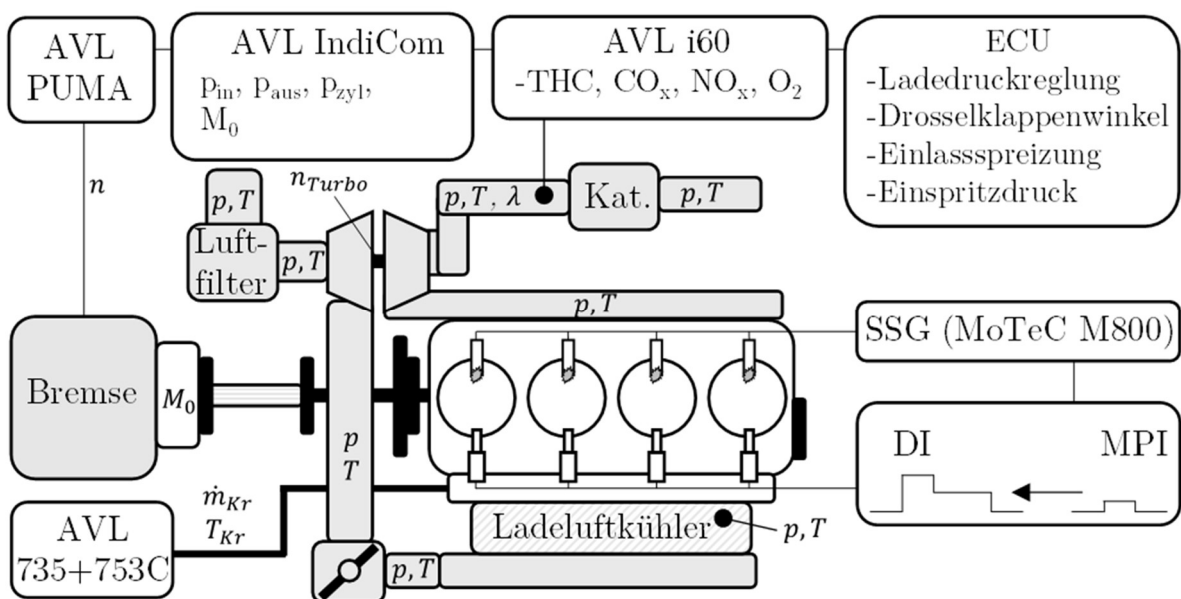 AVL
PUMA
AVL IndiCom
p_in, p_aus, p_zyl,
M_0
AVL i60
-THC, CO_x, NO_x, O_2
ECU
-Ladedruckreglung
-Drosselklappenwinkel
-Einlassspreizung
-Einspritzdruck
n
p, T
n_Turbo
p, T, λ
Kat.
p, T
Luft-
filter
p, T
p, T
SSG (MoTeC M800)
Bremse
M_0
p
T
DI
MPI
ṁ_Kr
T_Kr
AVL
735+753C
Ladeluftkühler
p, T
p, T